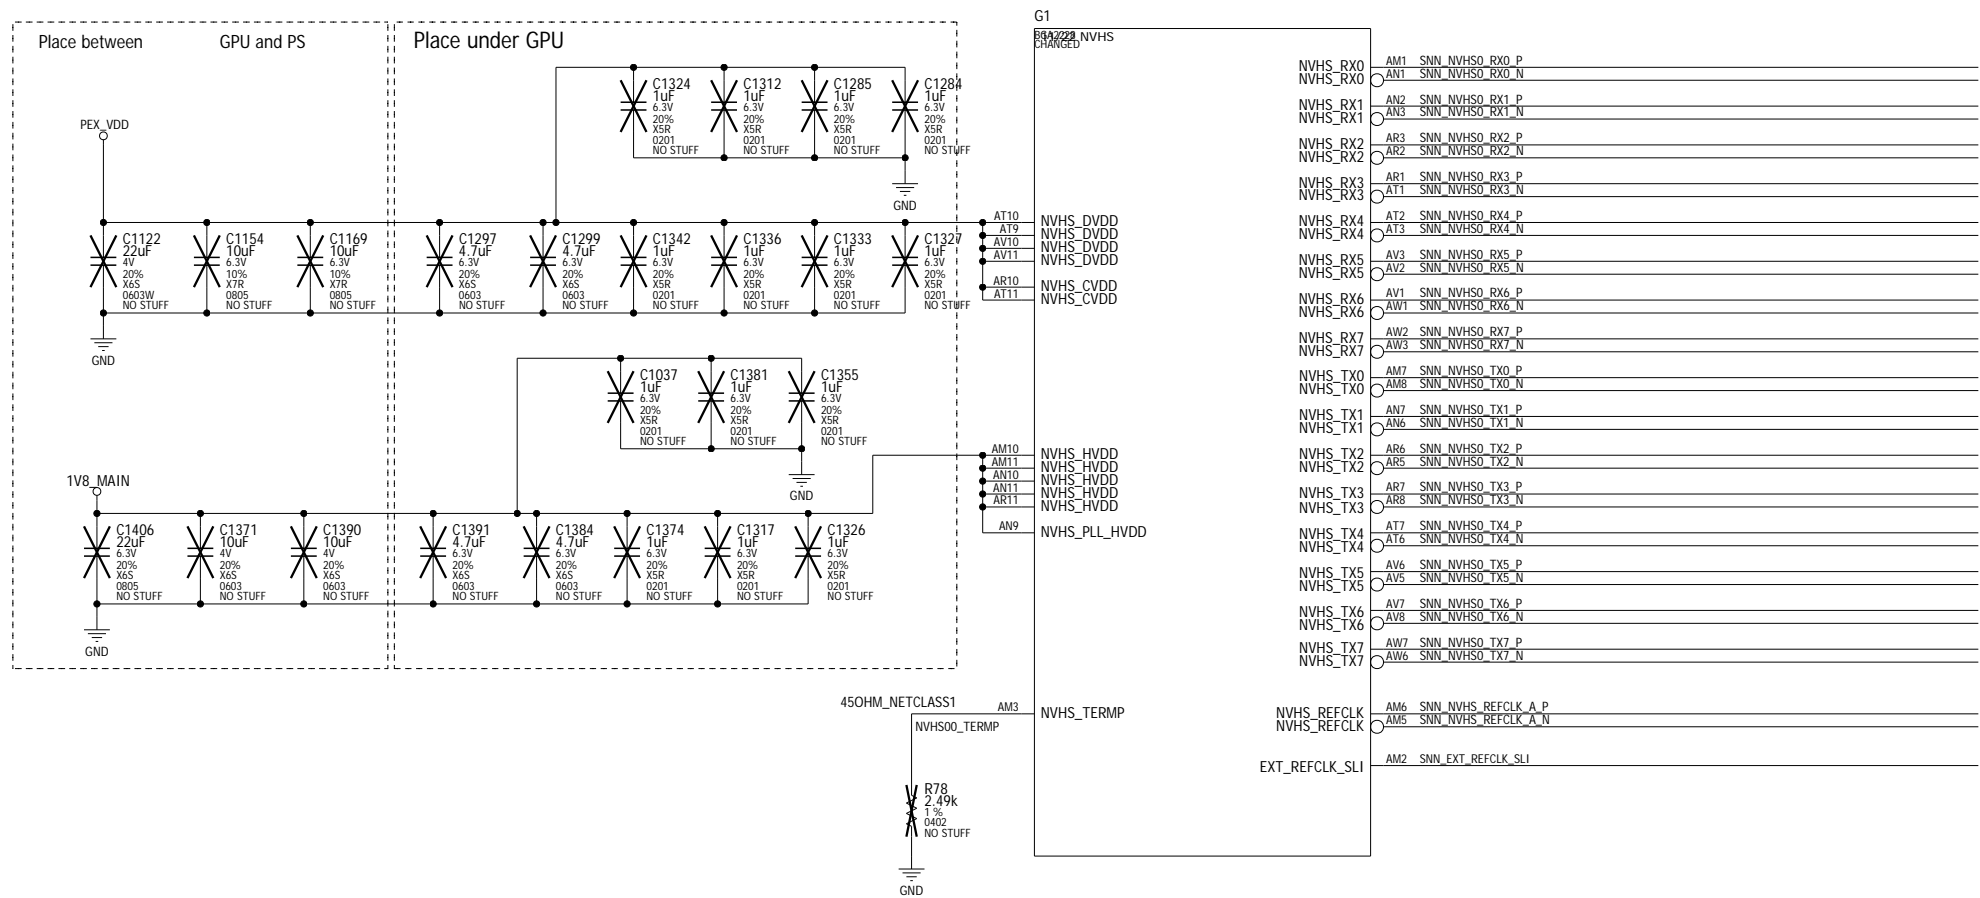 G1
NVHS
CHANGED
Place between GPU and PS
Place under GPU
C1324
1uF
6.3V
20%
X5R
0201
NO STUFF
C1312
1uF
6.3V
20%
X5R
0201
NO STUFF
C1285
1uF
6.3V
20%
X5R
0201
NO STUFF
C1284
1uF
6.3V
20%
X5R
0201
NO STUFF
GND
PEX_VDD
C1122
22uF
4V
20%
X6S
0603W
NO STUFF
C1154
10uF
6.3V
10%
X7R
0805
NO STUFF
C1169
10uF
6.3V
10%
X7R
0805
NO STUFF
C1297
4.7uF
6.3V
20%
X6S
0603
NO STUFF
C1299
4.7uF
6.3V
20%
X6S
0603
NO STUFF
C1342
1uF
6.3V
20%
X5R
0201
NO STUFF
C1336
1uF
6.3V
20%
X5R
0201
NO STUFF
C1333
1uF
6.3V
20%
X5R
0201
NO STUFF
C1327
1uF
6.3V
20%
X5R
0201
NO STUFF
GND
AT10 NVHS_DVDD
AT9 NVHS_DVDD
AV10 NVHS_DVDD
AV11 NVHS_DVDD
AR10 NVHS_CVDD
AT11 NVHS_CVDD
C1037
1uF
6.3V
20%
X5R
0201
NO STUFF
C1381
1uF
6.3V
20%
X5R
0201
NO STUFF
C1355
1uF
6.3V
20%
X5R
0201
NO STUFF
GND
1V8_MAIN
C1406
22uF
6.3V
20%
X6S
0805
NO STUFF
C1371
10uF
4V
20%
X6S
0603
NO STUFF
C1390
10uF
4V
20%
X6S
0603
NO STUFF
C1391
4.7uF
6.3V
20%
X6S
0603
NO STUFF
C1384
4.7uF
6.3V
20%
X6S
0603
NO STUFF
C1374
1uF
6.3V
20%
X5R
0201
NO STUFF
C1317
1uF
6.3V
20%
X5R
0201
NO STUFF
C1326
1uF
6.3V
20%
X5R
0201
NO STUFF
GND
AM10 NVHS_HVDD
AM11 NVHS_HVDD
AN10 NVHS_HVDD
AN11 NVHS_HVDD
AR11 NVHS_HVDD
AN9 NVHS_PLL_HVDD
45OHM_NETCLASS1
AM3 NVHS_TERMP
NVHS00_TERMP
R78
2.49k
1 %
0402
NO STUFF
GND
NVHS_RX0 AM1 SNN_NVHS0_RX0_P
NVHS_RX0 AN1 SNN_NVHS0_RX0_N
NVHS_RX1 AN2 SNN_NVHS0_RX1_P
NVHS_RX1 AN3 SNN_NVHS0_RX1_N
NVHS_RX2 AR3 SNN_NVHS0_RX2_P
NVHS_RX2 AR2 SNN_NVHS0_RX2_N
NVHS_RX3 AR1 SNN_NVHS0_RX3_P
NVHS_RX3 AT1 SNN_NVHS0_RX3_N
NVHS_RX4 AT2 SNN_NVHS0_RX4_P
NVHS_RX4 AT3 SNN_NVHS0_RX4_N
NVHS_RX5 AV3 SNN_NVHS0_RX5_P
NVHS_RX5 AV2 SNN_NVHS0_RX5_N
NVHS_RX6 AV1 SNN_NVHS0_RX6_P
NVHS_RX6 AW1 SNN_NVHS0_RX6_N
NVHS_RX7 AW2 SNN_NVHS0_RX7_P
NVHS_RX7 AW3 SNN_NVHS0_RX7_N
NVHS_TX0 AM7 SNN_NVHS0_TX0_P
NVHS_TX0 AM8 SNN_NVHS0_TX0_N
NVHS_TX1 AN7 SNN_NVHS0_TX1_P
NVHS_TX1 AN6 SNN_NVHS0_TX1_N
NVHS_TX2 AR6 SNN_NVHS0_TX2_P
NVHS_TX2 AR5 SNN_NVHS0_TX2_N
NVHS_TX3 AR7 SNN_NVHS0_TX3_P
NVHS_TX3 AR8 SNN_NVHS0_TX3_N
NVHS_TX4 AT7 SNN_NVHS0_TX4_P
NVHS_TX4 AT6 SNN_NVHS0_TX4_N
NVHS_TX5 AV6 SNN_NVHS0_TX5_P
NVHS_TX5 AV5 SNN_NVHS0_TX5_N
NVHS_TX6 AV7 SNN_NVHS0_TX6_P
NVHS_TX6 AV8 SNN_NVHS0_TX6_N
NVHS_TX7 AW7 SNN_NVHS0_TX7_P
NVHS_TX7 AW6 SNN_NVHS0_TX7_N
NVHS_REFCLK AM6 SNN_NVHS_REFCLK_A_P
NVHS_REFCLK AM5 SNN_NVHS_REFCLK_A_N
EXT_REFCLK_SLI AM2 SNN_EXT_REFCLK_SLI